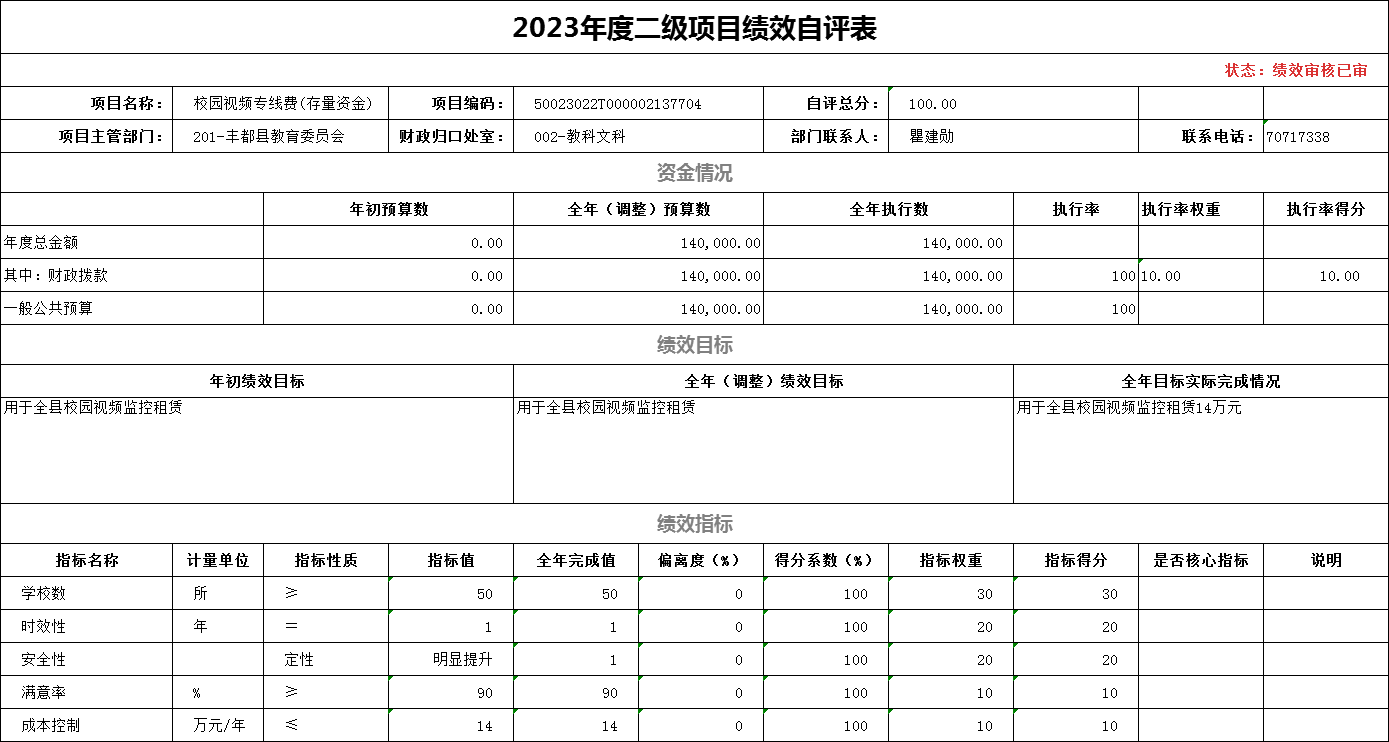 2023年度二级项目绩效自评表
状态：绩效审核已审
项目名称： 校园视频专线费(存量资金) 项目编码： 50023022T000002137704 自评总分： 100.00
项目主管部门： 201-丰都县教育委员会 财政归口处室： 002-教科文科 部门联系人： 瞿建勋 联系电话： 70717338
资金情况
年初预算数 全年（调整）预算数 全年执行数 执行率 执行率权重 执行率得分
年度总金额 0.00 140,000.00 140,000.00
其中：财政拨款 0.00 140,000.00 140,000.00 100 10.00 10.00
一般公共预算 0.00 140,000.00 140,000.00 100
绩效目标
年初绩效目标 全年（调整）绩效目标 全年目标实际完成情况
用于全县校园视频监控租赁 用于全县校园视频监控租赁 用于全县校园视频监控租赁14万元
绩效指标
指标名称 计量单位 指标性质 指标值 全年完成值 偏离度（%） 得分系数（%） 指标权重 指标得分 是否核心指标 说明
学校数 所 ≥ 50 50 0 100 30 30
时效性 年 ＝ 1 1 0 100 20 20
安全性 定性 明显提升 1 0 100 20 20
满意率 % ≥ 90 90 0 100 10 10
成本控制 万元/年 ≤ 14 14 0 100 10 10